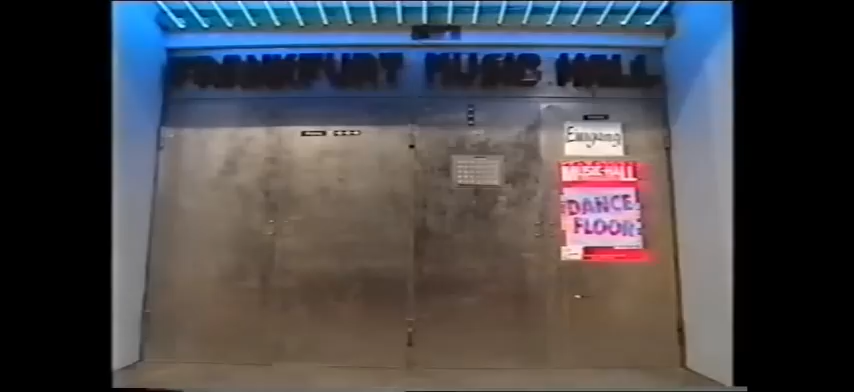 FRANKFURT MUSIC HALL
Eingang
MUSIC HALL
DANCE
FLOOR